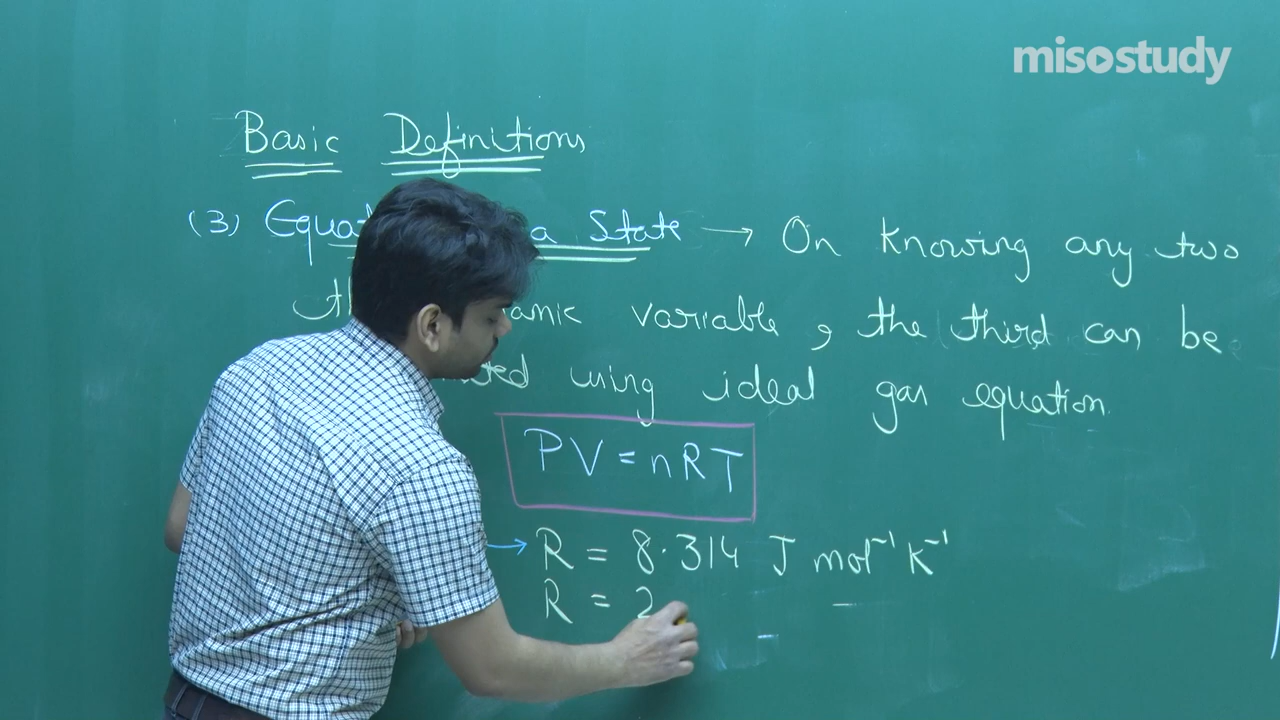 misostudy
Basic Definitions
(3) Equat a State → On knowing any two
th amic variable, the third can be
ted using ideal gas equation.
PV = nRT
→ R = 8.314 J mol⁻¹ K⁻¹
R = 2